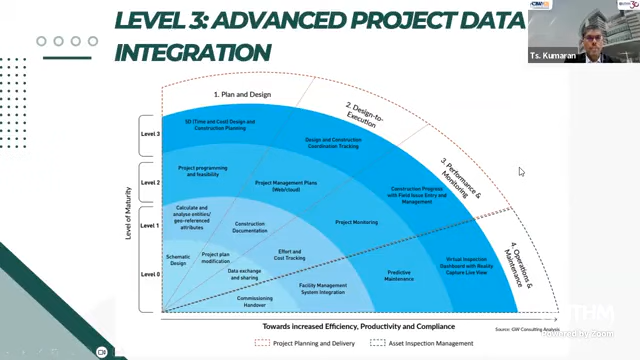 LEVEL 3: ADVANCED PROJECT DATA
INTEGRATION
Ts. Kumaran
1. Plan and Design
2. Design-to-
Execution
3. Performance &
Monitoring
4. Operations &
Maintenance
Level of Maturity
Level 3
Level 2
Level 1
Level 0
(Time and Cost) Design and
Construction Planning
Design and Construction
Coordination Tracking
Construction Progress
with Field Issue Entry and
Management
Virtual Inspection
Dashboard with Reality
Capture Live View
Project programming
and feasibility
Project Management Plans
(Web/cloud)
Project Monitoring
Predictive
Maintenance
Calculate and
analyse entities/
geo-referenced
attributes
Construction
Documentation
Effort and
Cost Tracking
Facility Management
System Integration
Schematic
Design
Project plan
modification
Data exchange
and sharing
Commissioning
Handover
Towards increased Efficiency, Productivity and Compliance
Source: GW Consulting Analysis
Project Planning and Delivery
Asset Inspection Management
Powered by Zoom